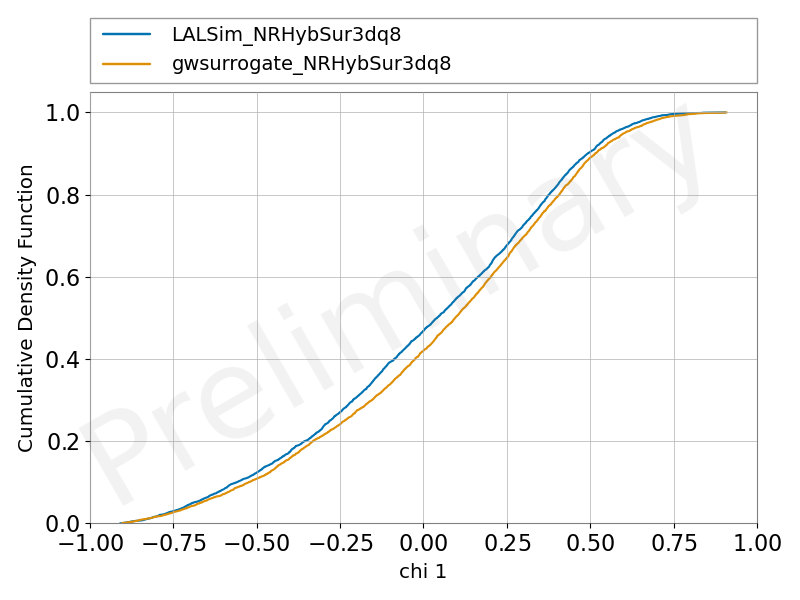 LALSim_NRHybSur3dq8
gwsurrogate_NRHybSur3dq8
1.0
0.8
0.6
0.4
0.2
0.0
Cumulative Density Function
Preliminary
−1.00 −0.75 −0.50 −0.25 0.00 0.25 0.50 0.75 1.00
chi 1